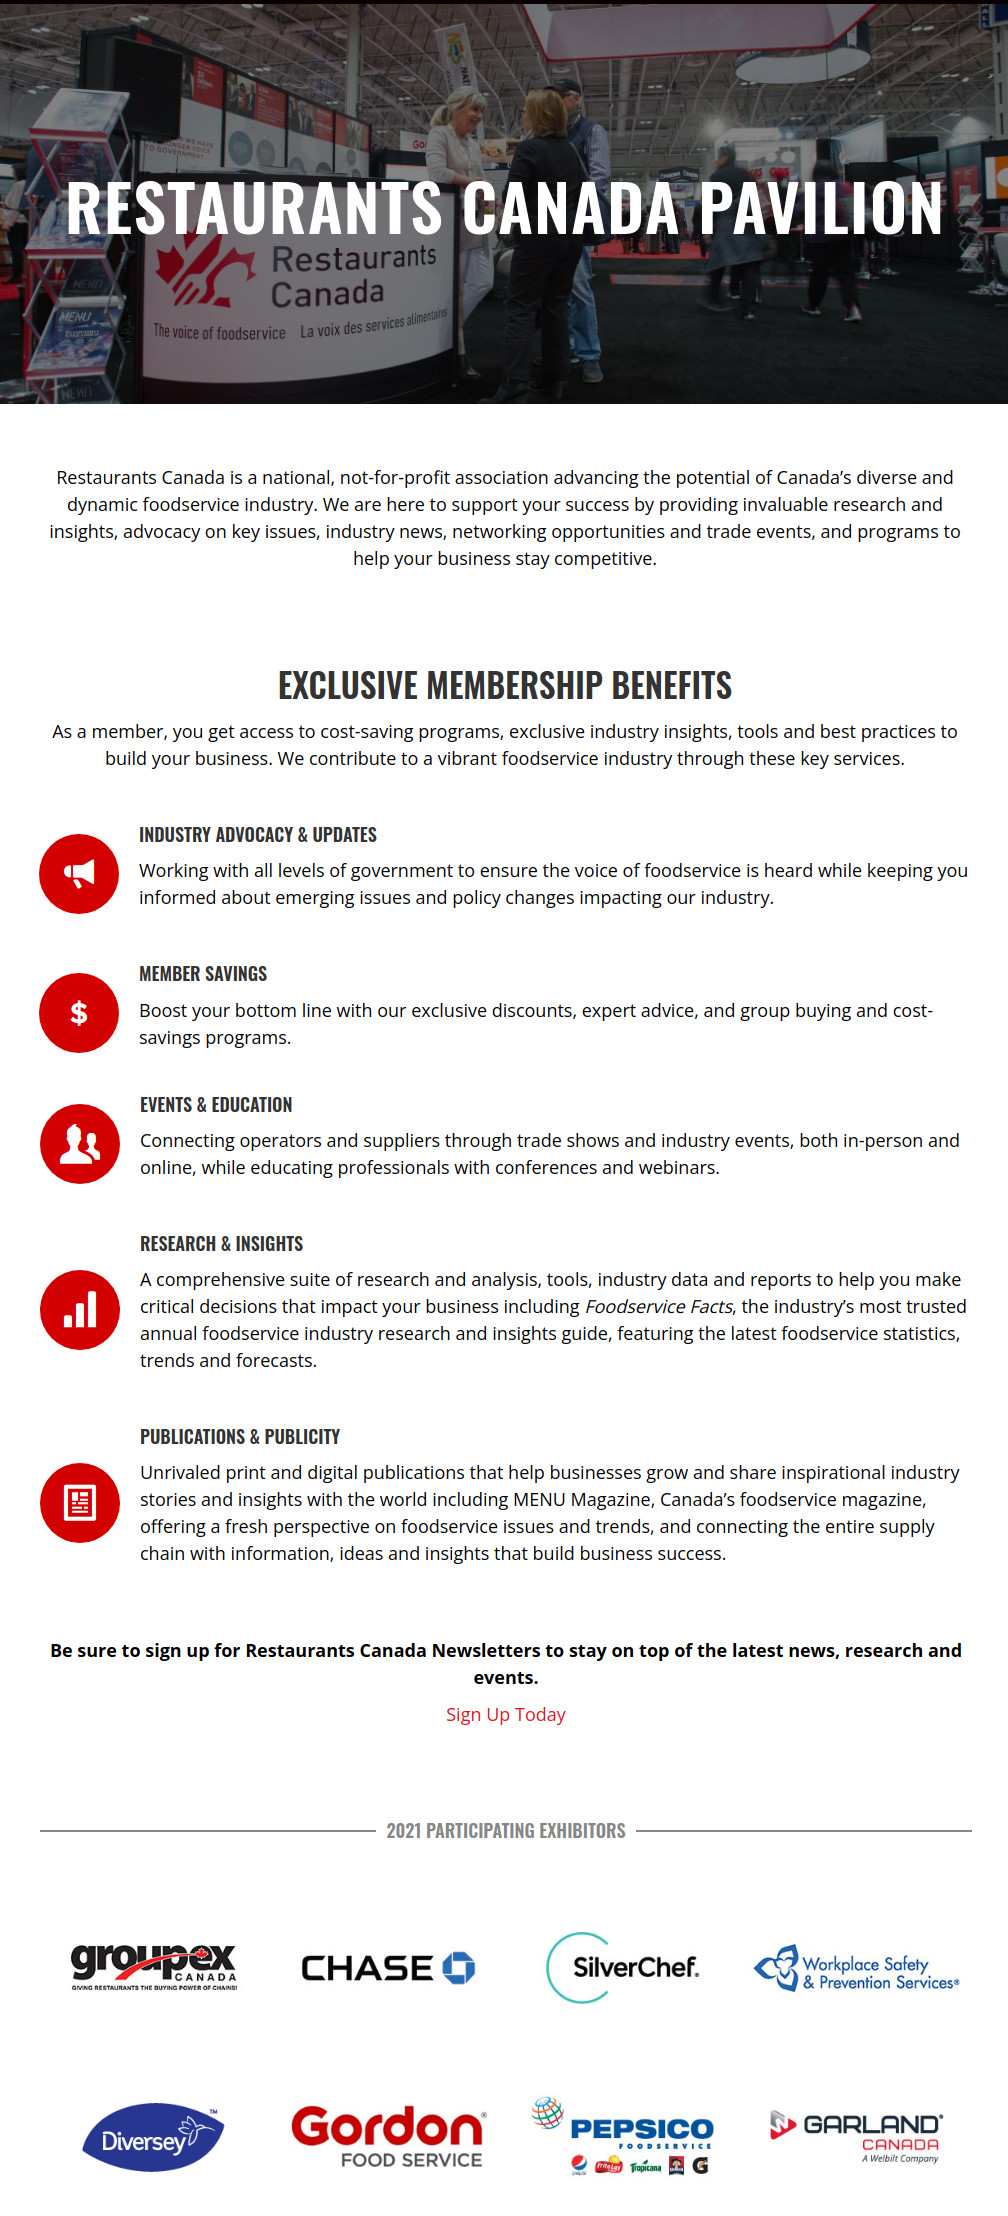 RESTAURANTS CANADA PAVILION
Restaurants
Canada
The voice of foodservice La voix des services alimentaires
MENU
Restaurants Canada is a national, not-for-profit association advancing the potential of Canada’s diverse and
dynamic foodservice industry. We are here to support your success by providing invaluable research and
insights, advocacy on key issues, industry news, networking opportunities and trade events, and programs to
help your business stay competitive.
EXCLUSIVE MEMBERSHIP BENEFITS
As a member, you get access to cost-saving programs, exclusive industry insights, tools and best practices to
build your business. We contribute to a vibrant foodservice industry through these key services.
INDUSTRY ADVOCACY & UPDATES
Working with all levels of government to ensure the voice of foodservice is heard while keeping you
informed about emerging issues and policy changes impacting our industry.
MEMBER SAVINGS
$
Boost your bottom line with our exclusive discounts, expert advice, and group buying and cost-
savings programs.
EVENTS & EDUCATION
Connecting operators and suppliers through trade shows and industry events, both in-person and
online, while educating professionals with conferences and webinars.
RESEARCH & INSIGHTS
A comprehensive suite of research and analysis, tools, industry data and reports to help you make
critical decisions that impact your business including Foodservice Facts, the industry’s most trusted
annual foodservice industry research and insights guide, featuring the latest foodservice statistics,
trends and forecasts.
PUBLICATIONS & PUBLICITY
Unrivaled print and digital publications that help businesses grow and share inspirational industry
stories and insights with the world including MENU Magazine, Canada’s foodservice magazine,
offering a fresh perspective on foodservice issues and trends, and connecting the entire supply
chain with information, ideas and insights that build business success.
Be sure to sign up for Restaurants Canada Newsletters to stay on top of the latest news, research and
events.
Sign Up Today
2021 PARTICIPATING EXHIBITORS
groupex
CANADA
GIVING RESTAURANTS THE BUYING POWER OF CHAINS!
CHASE
SilverChef.
Workplace Safety
& Prevention Services®
Diversey™
Gordon®
FOOD SERVICE
PEPSICO
FOODSERVICE
pepsi FritoLay Tropicana G
GARLAND®
CANADA
A Welbilt Company